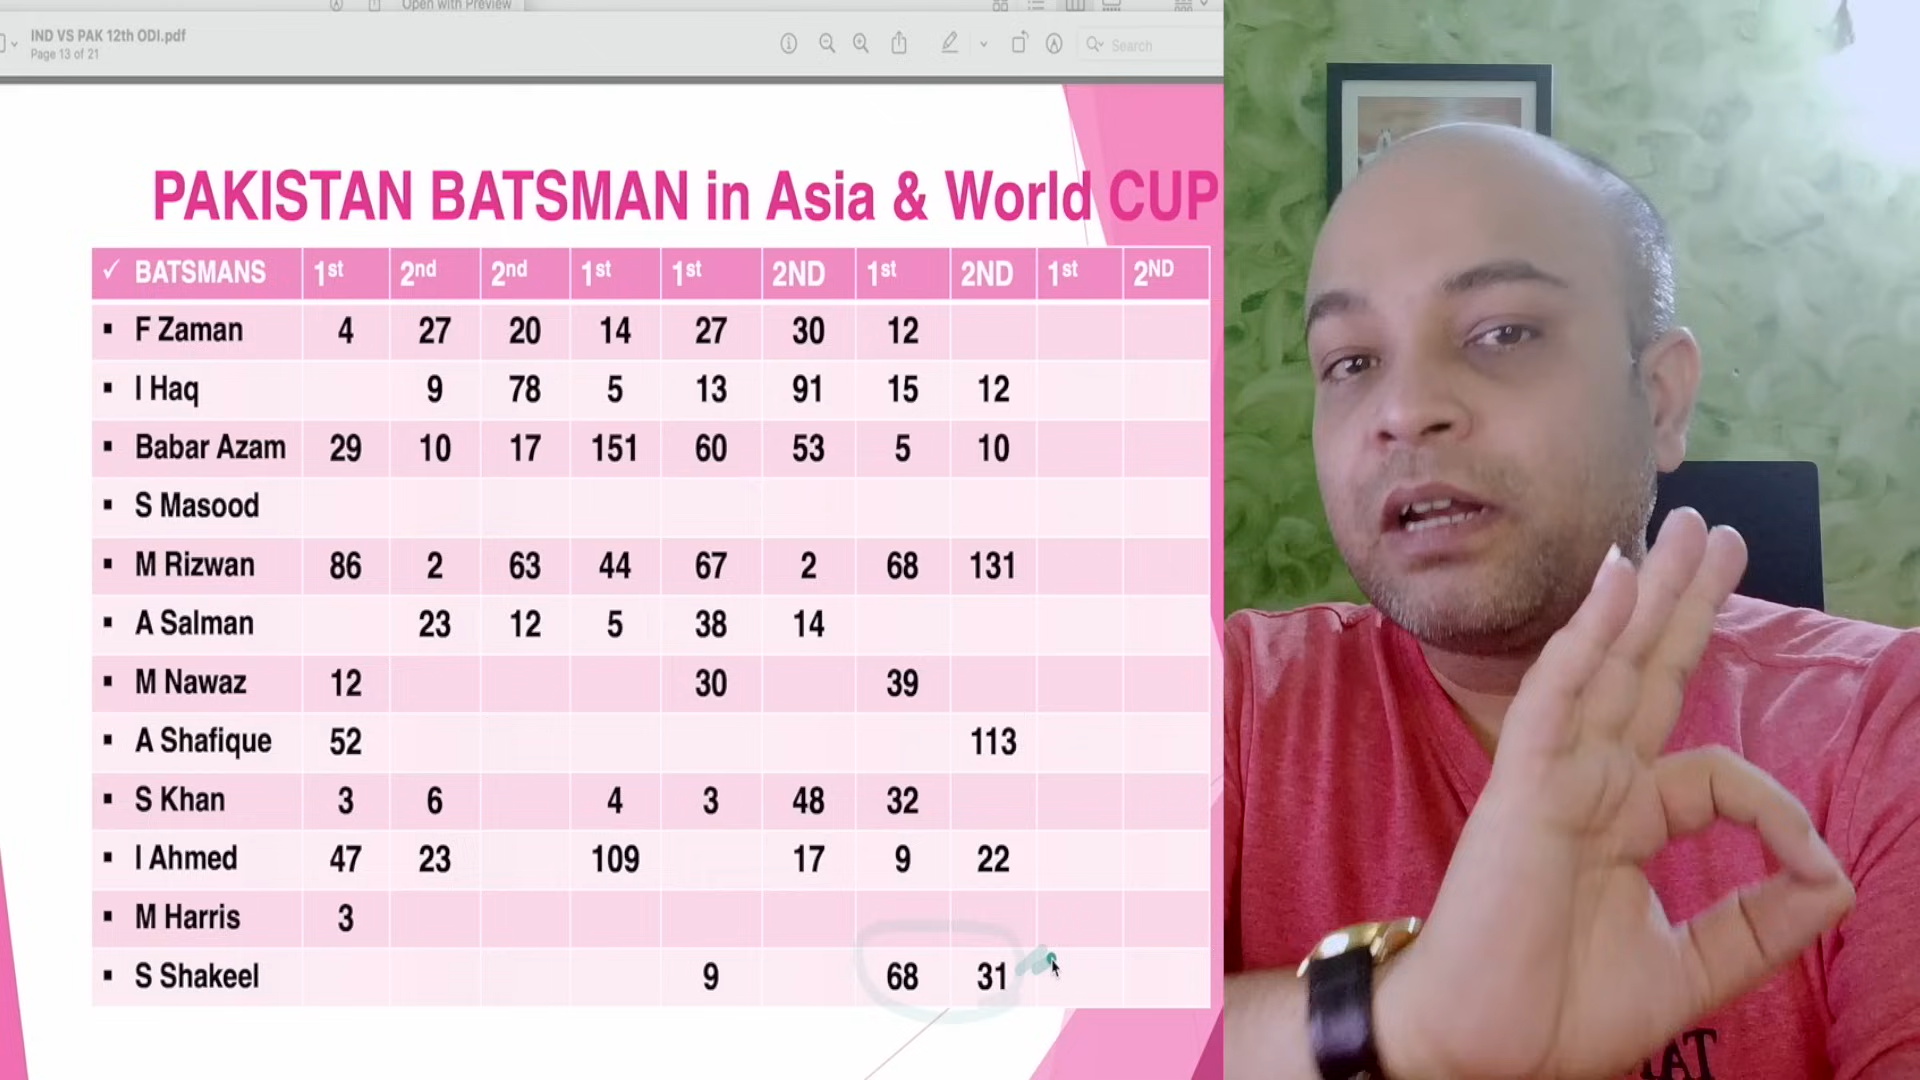 Open with Preview
IND VS PAK 12th ODI.pdf
Page 13 of 21
Search
PAKISTAN BATSMAN in Asia & World CUP
✓ BATSMANS 1st 2nd 2nd 1st 1st 2ND 1st 2ND 1st 2ND
▪ F Zaman 4 27 20 14 27 30 12
▪ I Haq 9 78 5 13 91 15 12
▪ Babar Azam 29 10 17 151 60 53 5 10
▪ S Masood
▪ M Rizwan 86 2 63 44 67 2 68 131
▪ A Salman 23 12 5 38 14
▪ M Nawaz 12 30 39
▪ A Shafique 52 113
▪ S Khan 3 6 4 3 48 32
▪ I Ahmed 47 23 109 17 9 22
▪ M Harris 3
▪ S Shakeel 9 68 31